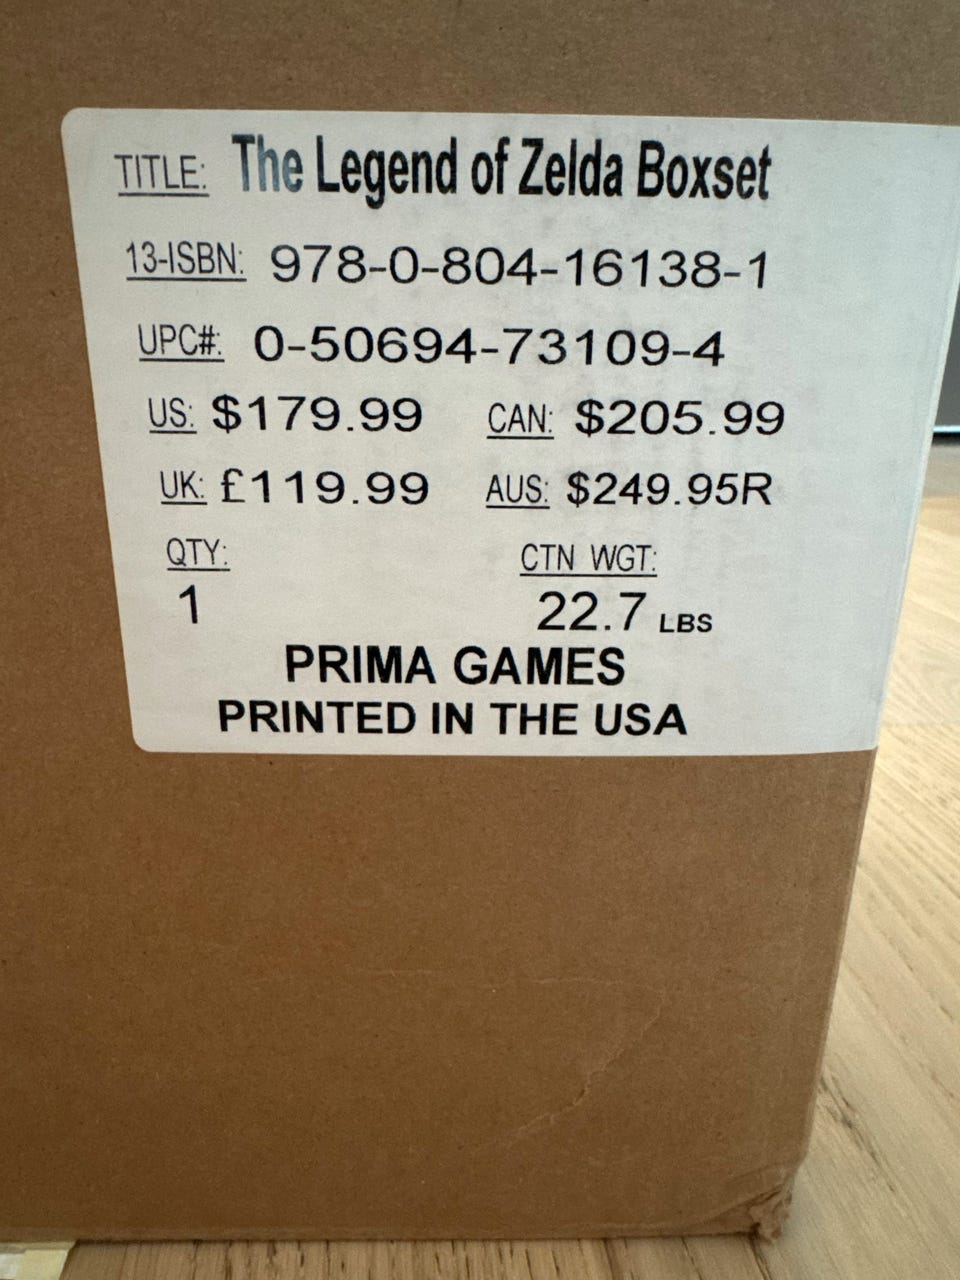 TITLE: The Legend of Zelda Boxset
13-ISBN: 978-0-804-16138-1
UPC#: 0-50694-73109-4
US: $179.99 CAN: $205.99
UK: £119.99 AUS: $249.95R
QTY: CTN WGT:
1 22.7 LBS
PRIMA GAMES
PRINTED IN THE USA